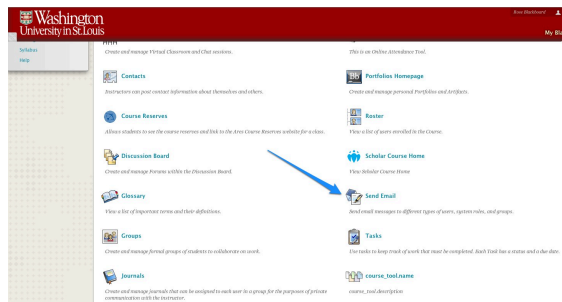 Washington
University in St. Louis
Boss Blackboard
My Bla
Syllabus
Help
Create and manage Virtual Classroom and Chat sessions.
This is an Online Attendance Tool.
Contacts
Instructors can post contact information about themselves and others.
Bb
Portfolios Homepage
Create and manage personal Portfolios and Artifacts.
Course Reserves
Allows students to see the course reserves and link to the Ares Course Reserves website for a class.
Roster
View a list of users enrolled in the Course.
Discussion Board
Create and manage Forums within the Discussion Board.
Scholar Course Home
View Scholar Course Home
Glossary
View a list of important terms and their definitions.
Send Email
Send email messages to different types of users, system roles, and groups.
Groups
Create and manage formal groups of students to collaborate on work.
Tasks
Use tasks to keep track of work that must be completed. Each Task has a status and a due date.
Journals
Create and manage journals that can be assigned to each user in a group for the purposes of private
communication with the instructor.
course_tool.name
course_tool.description